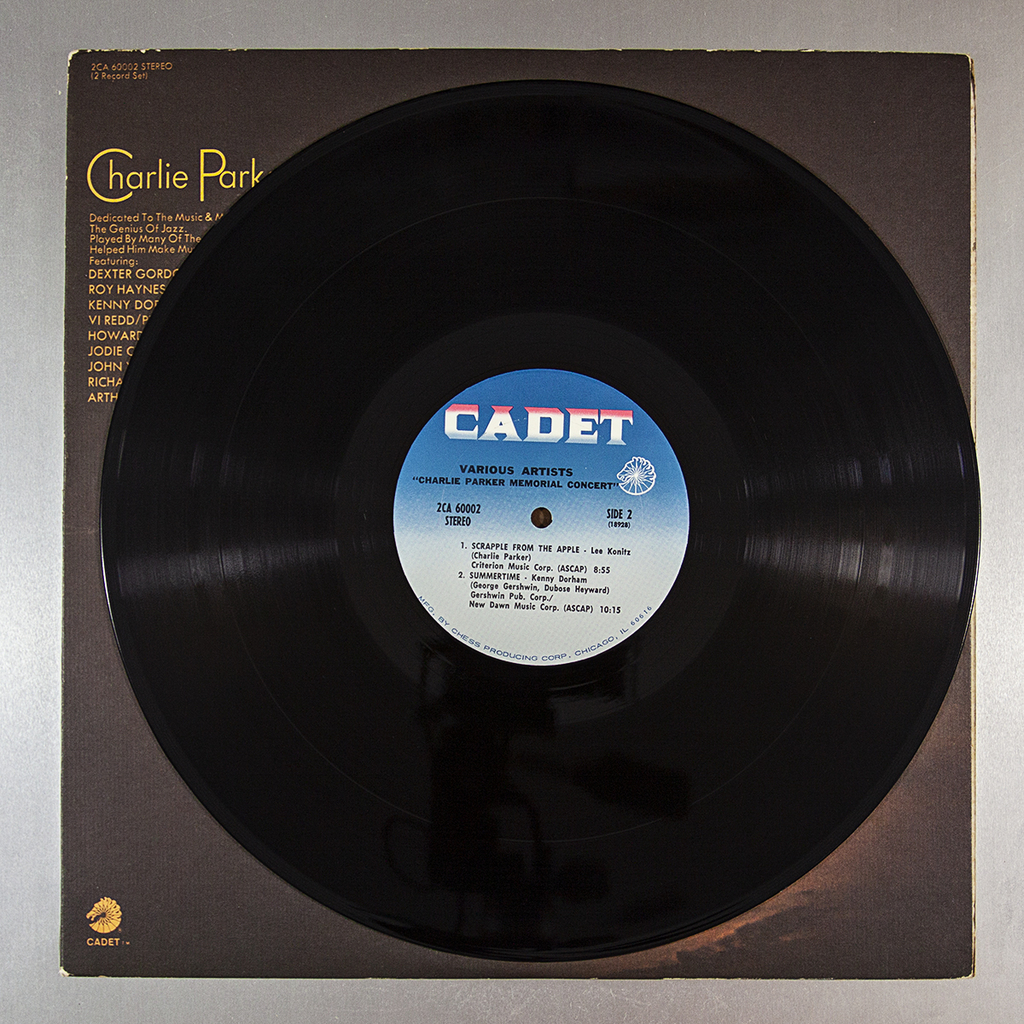 2CA 60002 STEREO
(2 Record Set)
Charlie Park
Dedicated To The Music & M
The Genius Of Jazz.
Played By Many Of The
Helped Him Make Mu
Featuring:
DEXTER GORDO
ROY HAYNES
KENNY DOR
VI REDD/
HOWARD
JODIE C
JOHN
RICHA
ARTH
CADET
VARIOUS ARTISTS
"CHARLIE PARKER MEMORIAL CONCERT"
2CA 60002
STEREO
SIDE 2
(18928)
1. SCRAPPLE FROM THE APPLE - Lee Konitz
(Charlie Parker)
Criterion Music Corp. (ASCAP) 8:55
2. SUMMERTIME - Kenny Dorham
(George Gershwin, Dubose Heyward)
Gershwin Pub. Corp./
New Dawn Music Corp. (ASCAP) 10:15
MFG. BY CHESS PRODUCING CORP., CHICAGO, IL 60616
CADET TM